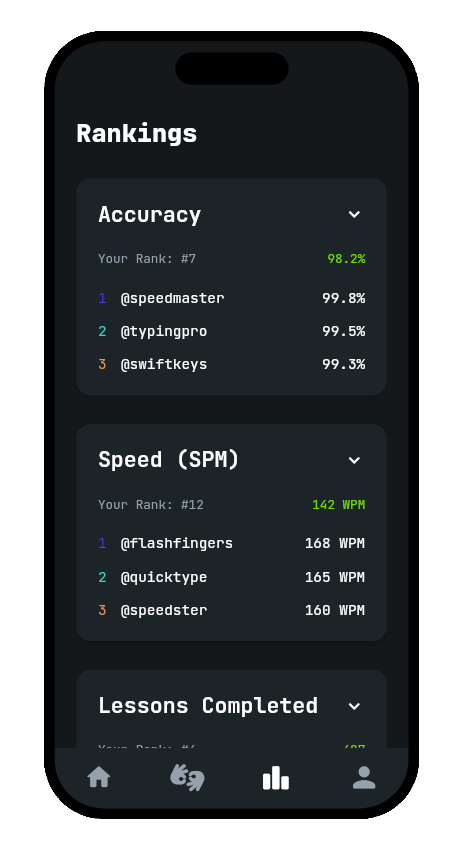 Rankings
Accuracy
Your Rank: #7 98.2%
1 @speedmaster 99.8%
2 @typingpro 99.5%
3 @swiftkeys 99.3%
Speed (SPM)
Your Rank: #12 142 WPM
1 @flashfingers 168 WPM
2 @quicktype 165 WPM
3 @speedster 160 WPM
Lessons Completed
Your Rank: